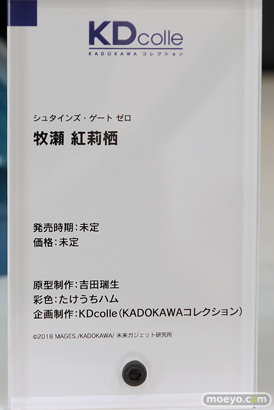 KDcolle
KADOKAWA コレクション
シュタインズ・ゲート ゼロ
牧瀬 紅莉栖
発売時期:未定
価格:未定
原型制作:吉田瑞生
彩色:たけうちハム
企画制作:KDcolle(KADOKAWAコレクション)
©2018 MAGES./KADOKAWA/ 未来ガジェット研究所
moeyo.com